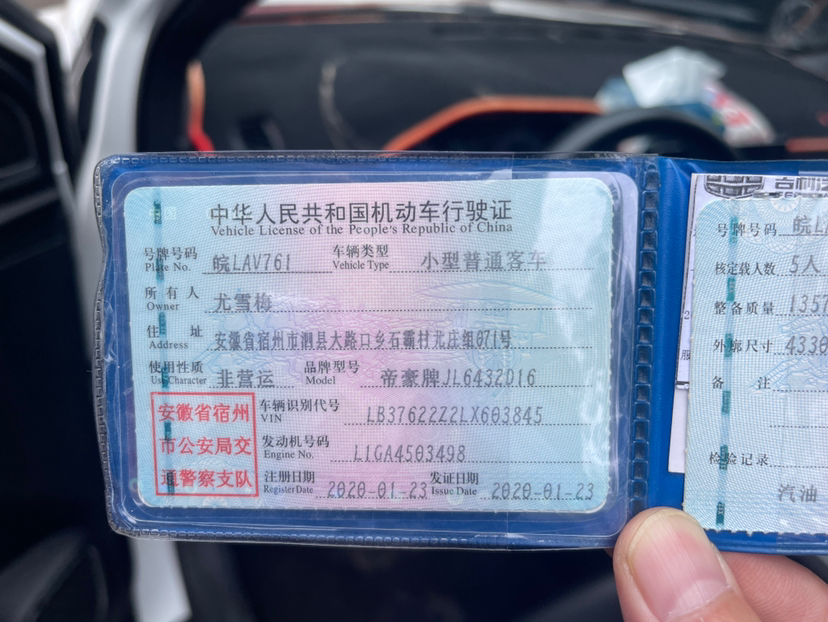 中华人民共和国机动车行驶证
Vehicle License of the People's Republic of China
号牌号码 皖LAV761 车辆类型 小型普通客车
Plate No. Vehicle Type
所有人 尤雪梅
Owner
住址 安徽省宿州市泗县大路口乡石霸村尤庄组071号
Address
使用性质 非营运 品牌型号 帝豪牌JL6432D16
Use Character Model
安徽省宿州
市公安局交
通警察支队
车辆识别代号 LB37622Z2LX603845
VIN
发动机号码 L1GA4503498
Engine No.
注册日期 2020-01-23 发证日期 2020-01-23
Register Date Issue Date
号牌号码 皖L
核定载人数 5人
整备质量 1357
外廓尺寸 433
备注
检验记录
汽油